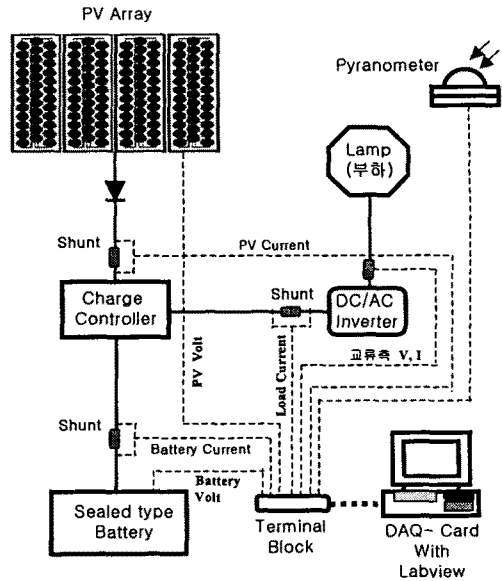 PV Array
Pyranometer
Lamp
(부하)
Shunt
PV Current
Charge
Controller
Shunt
DC/AC
Inverter
PV Volt
Load Current
교류측 V, I
Shunt
Battery Current
Battery
Volt
Sealed type
Battery
Terminal
Block
DAQ- Card
With
Labview